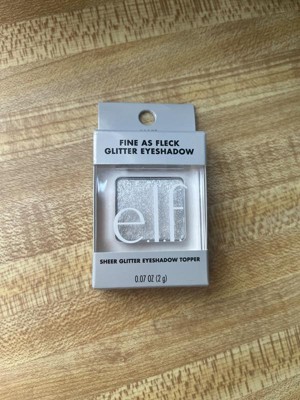 FINE AS FLECK
GLITTER EYESHADOW
e.l.f.
SHEER GLITTER EYESHADOW TOPPER
0.07 OZ (2 g)